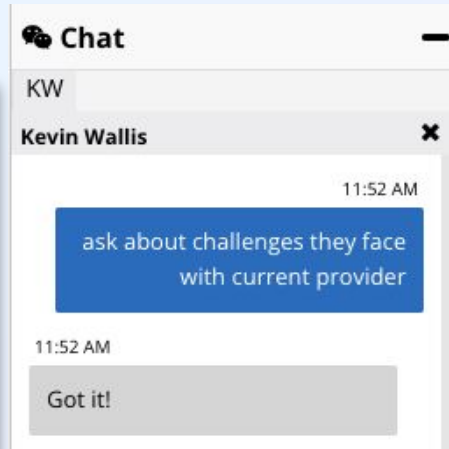 Chat
KW
Kevin Wallis
11:52 AM
ask about challenges they face
with current provider
11:52 AM
Got it!